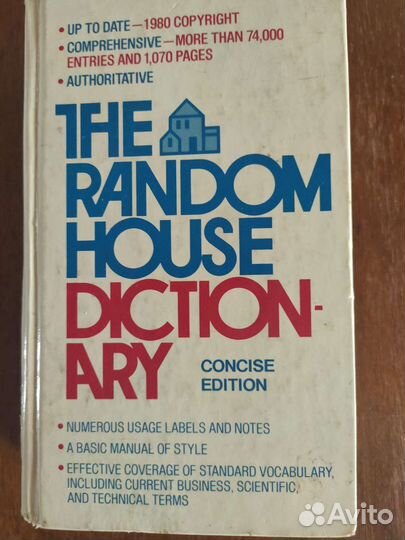 • UP TO DATE—1980 COPYRIGHT
• COMPREHENSIVE—MORE THAN 74,000
ENTRIES AND 1,070 PAGES
• AUTHORITATIVE
THE
RANDOM
HOUSE
DICTION-
ARY
CONCISE
EDITION
• NUMEROUS USAGE LABELS AND NOTES
• A BASIC MANUAL OF STYLE
• EFFECTIVE COVERAGE OF STANDARD VOCABULARY,
INCLUDING CURRENT BUSINESS, SCIENTIFIC,
AND TECHNICAL TERMS
Avito